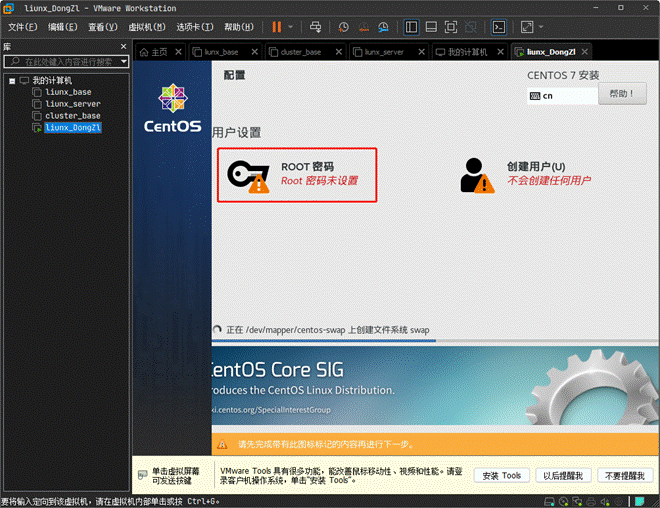 liunx_DongZl - VMware Workstation
文件(F) 编辑(E) 查看(V) 虚拟机(M) 选项卡(T) 帮助(H)
库
在此处键入内容进行搜索
我的计算机
liunx_base
liunx_server
cluster_base
liunx_DongZl
主页 liunx_base cluster_base liunx_server 我的计算机 liunx_DongZl
CentOS
配置
CENTOS 7 安装
cn
帮助！
用户设置
ROOT 密码
Root 密码未设置
创建用户(U)
不会创建任何用户
正在 /dev/mapper/centos-swap 上创建文件系统 swap
entOS Core SIG
roduces the CentOS Linux Distribution.
ki.centos.org/SpecialInterestGroup
请先完成带有此图标标记的内容再进行下一步。
单击虚拟屏幕
可发送按键
VMware Tools 具有很多功能，能改善鼠标移动性、视频和性能。请登
录客户机操作系统，单击"安装 Tools"。
安装 Tools
以后提醒我
不要提醒我
要将输入定向到该虚拟机，请在虚拟机内部单击或按 Ctrl+G。